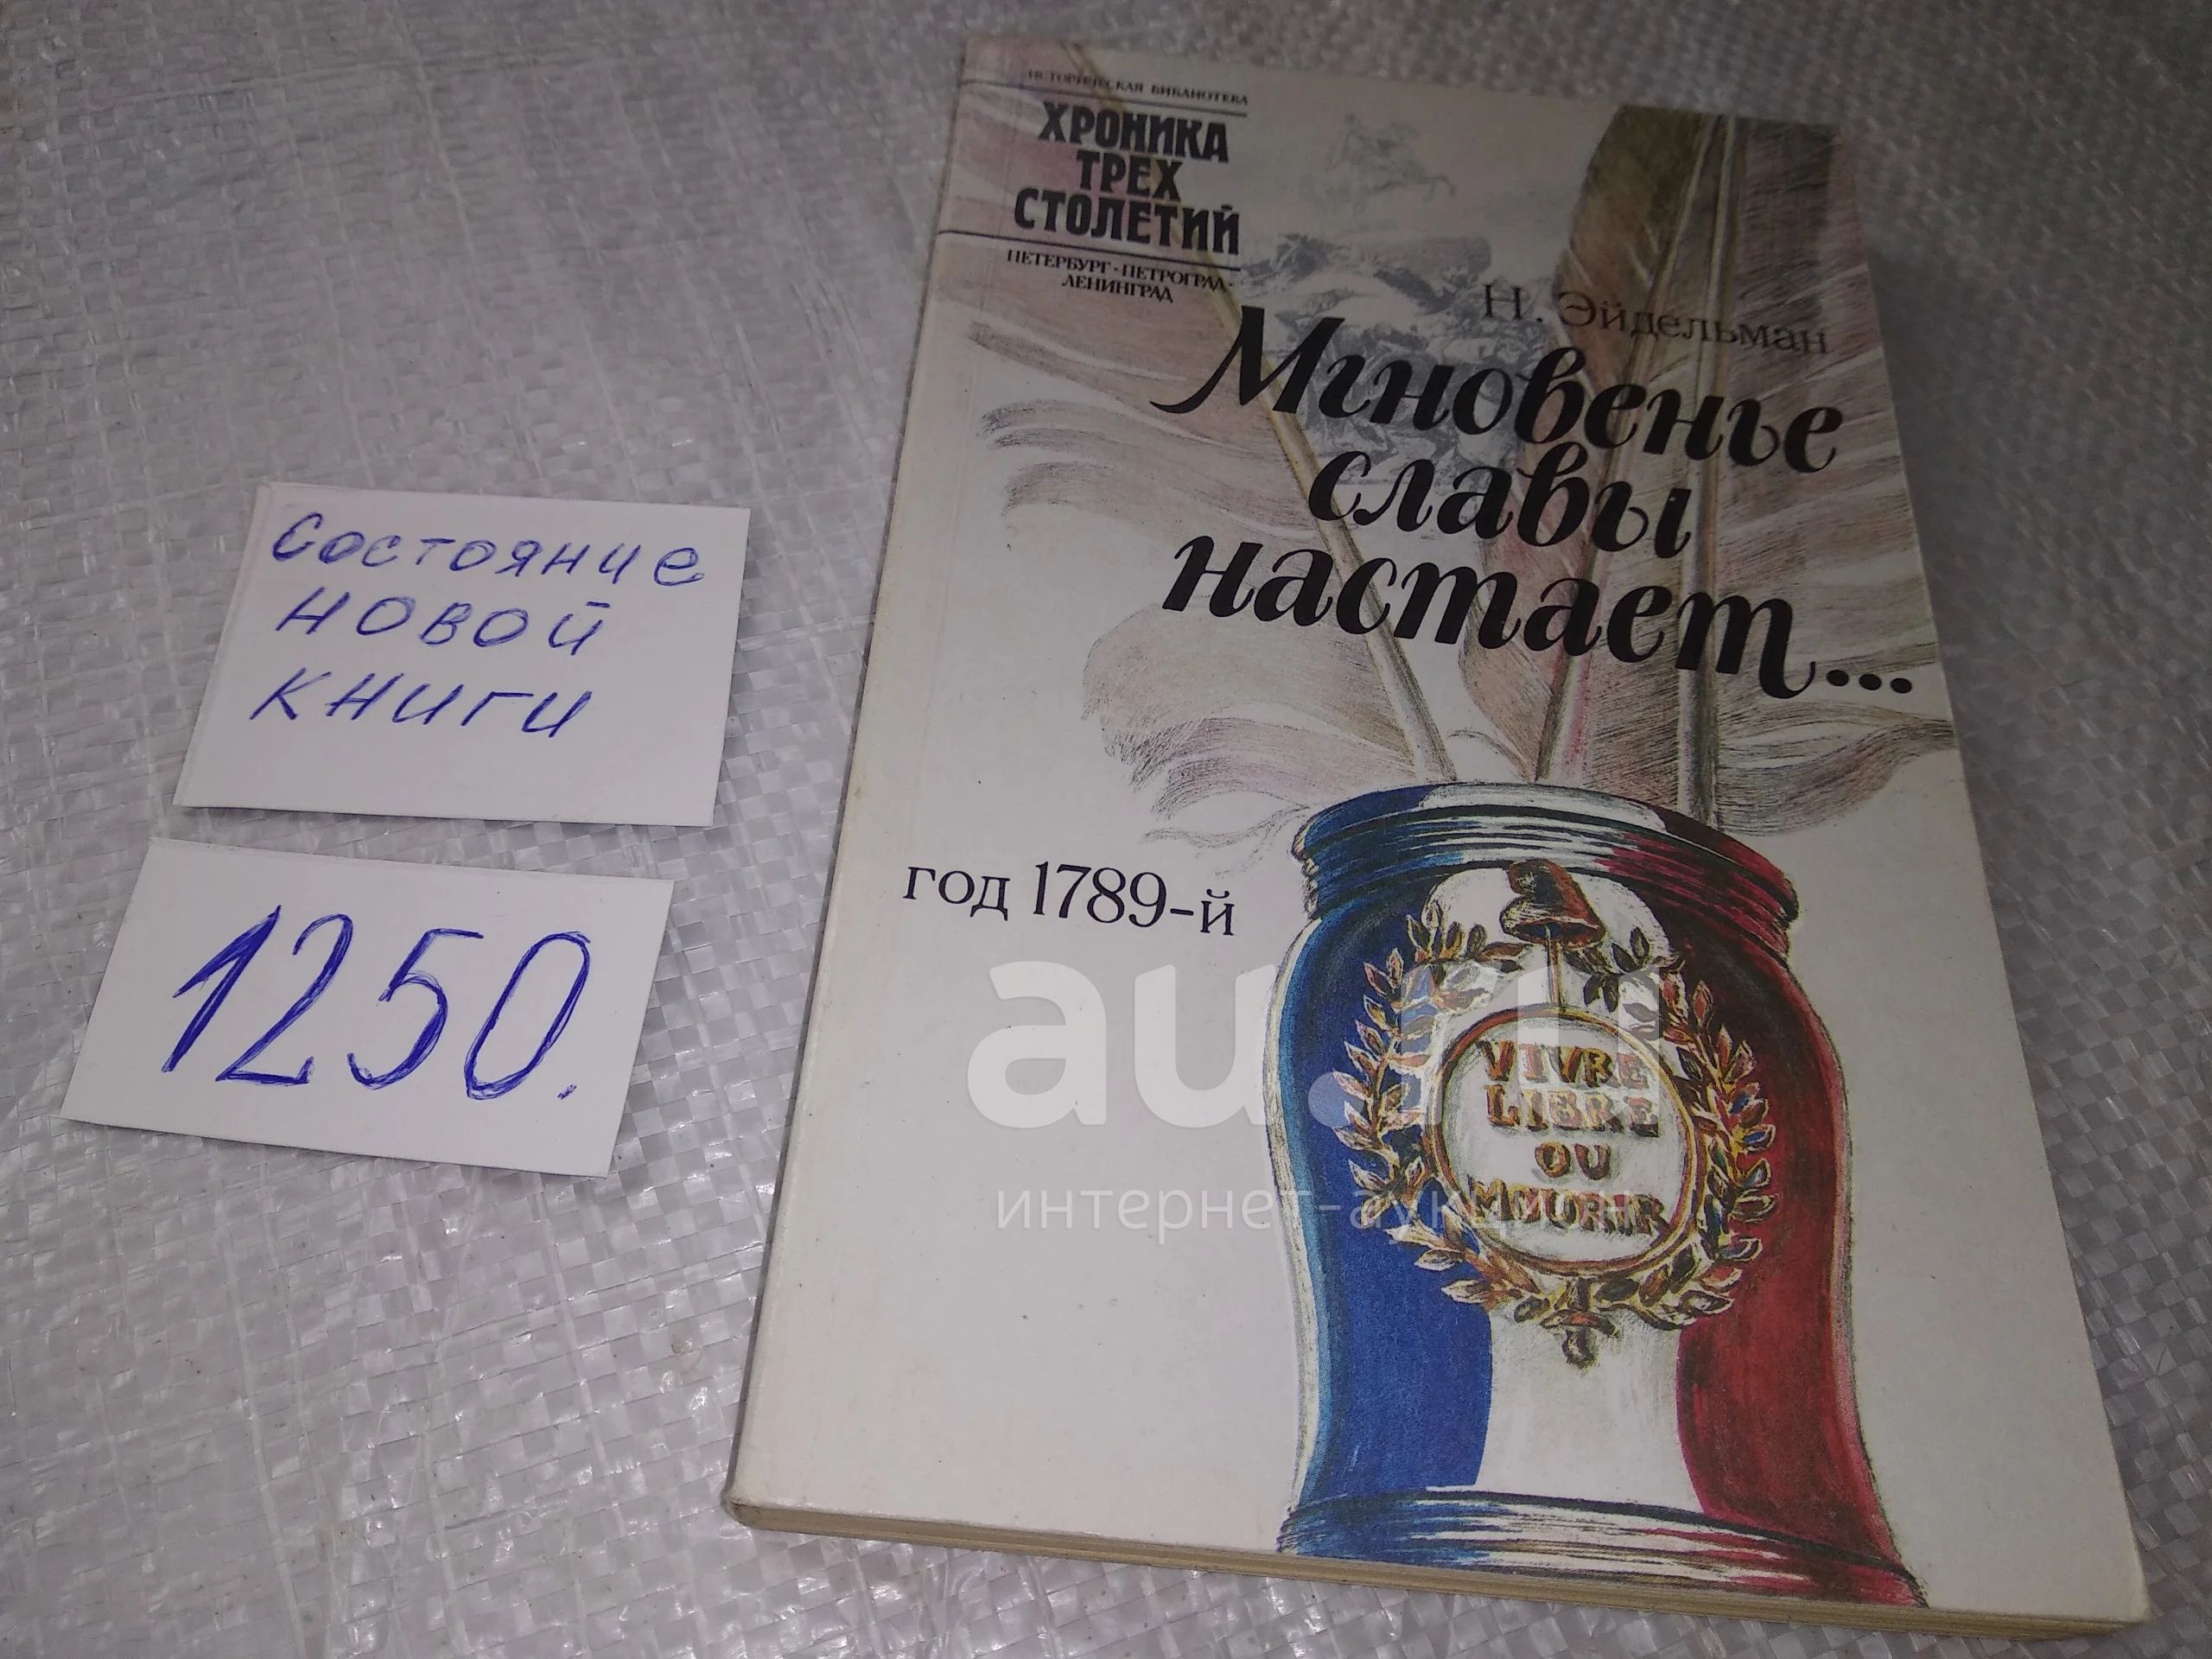 Состояние
новой
книги
1250.
ИСТОРИЧЕСКАЯ БИБЛИОТЕКА
ХРОНИКА
ТРЕХ
СТОЛЕТИЙ
ПЕТЕРБУРГ·ПЕТРОГРАД·
ЛЕНИНГРАД
Н. Эйдельман
Мгновенье
славы
настает...
год 1789-й
VIVRE
LIBRE
OU
MOURIR
au.ru
интернет-аукцион